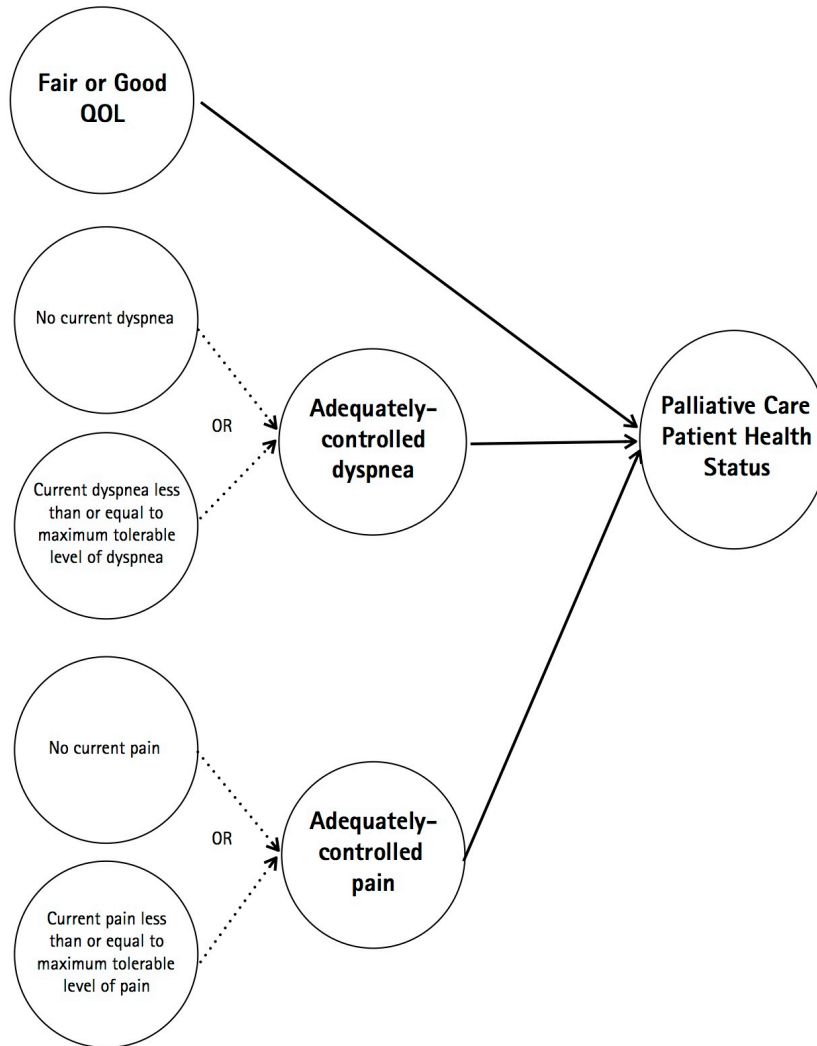 Fair or Good
QOL
No current dyspnea
OR
Current dyspnea less
than or equal to
maximum tolerable
level of dyspnea
Adequately-
controlled
dyspnea
Palliative Care
Patient Health
Status
No current pain
OR
Current pain less
than or equal to
maximum tolerable
level of pain
Adequately-
controlled
pain